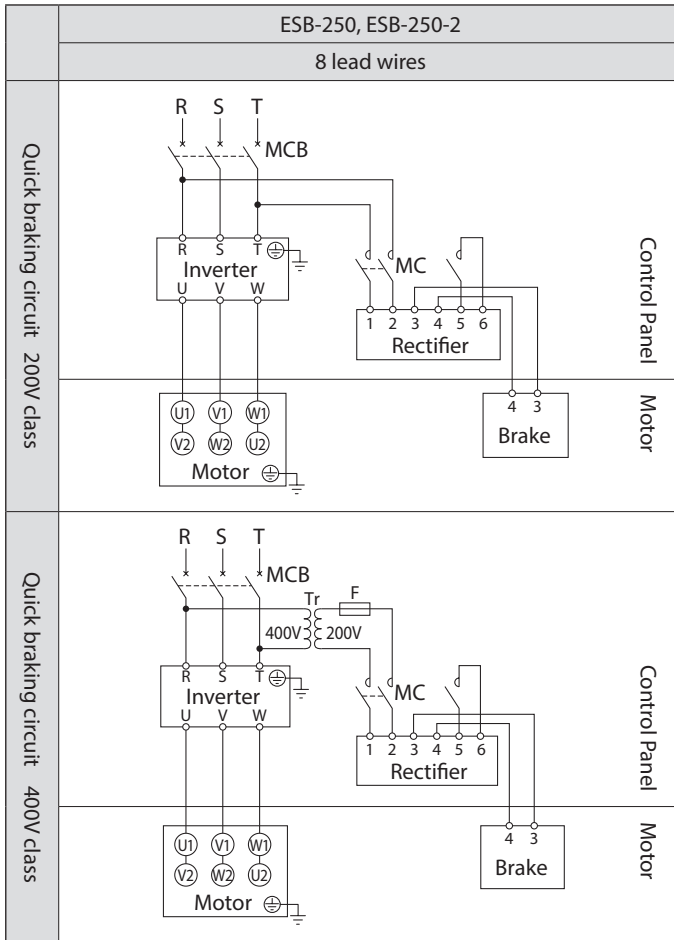 ESB-250, ESB-250-2
8 lead wires
Quick braking circuit 200V class
R S T
MCB
R S T
Inverter
U V W
MC
1 2 3 4 5 6
Rectifier
Control Panel
U1 V1 W1
V2 W2 U2
Motor
4 3
Brake
Motor
Quick braking circuit 400V class
R S T
MCB
Tr F
400V 200V
R S T
Inverter
U V W
MC
1 2 3 4 5 6
Rectifier
Control Panel
U1 V1 W1
V2 W2 U2
Motor
4 3
Brake
Motor